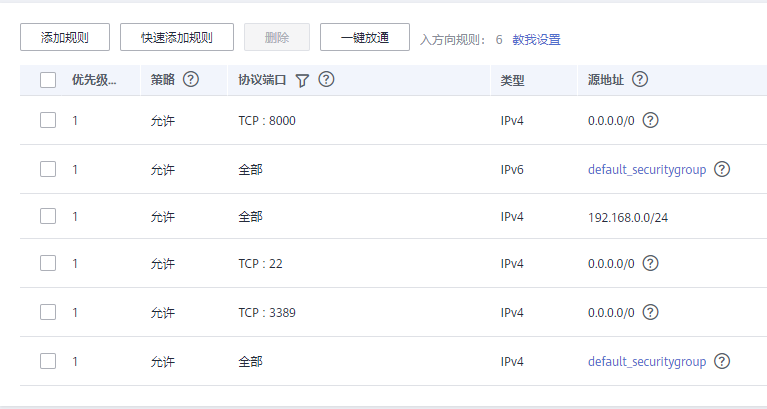 添加规则 快速添加规则 删除 一键放通 入方向规则： 6 教我设置
优先级... 策略 协议端口 类型 源地址
1 允许 TCP : 8000 IPv4 0.0.0.0/0
1 允许 全部 IPv6 default_securitygroup
1 允许 全部 IPv4 192.168.0.0/24
1 允许 TCP : 22 IPv4 0.0.0.0/0
1 允许 TCP : 3389 IPv4 0.0.0.0/0
1 允许 全部 IPv4 default_securitygroup